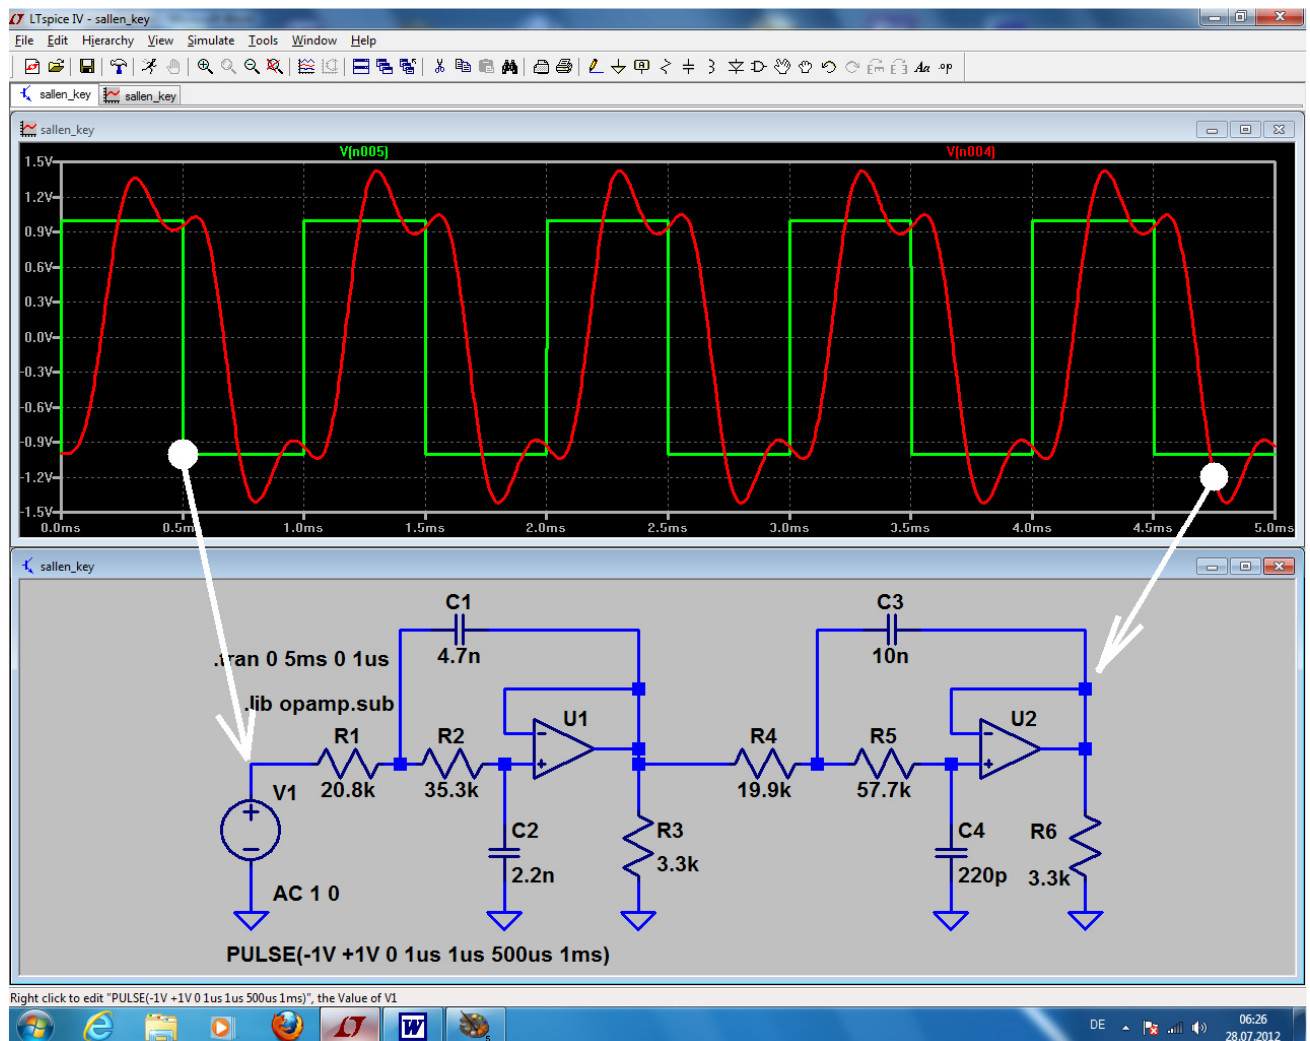 LTspice IV - sallen_key
File Edit Hierarchy View Simulate Tools Window Help
sallen_key sallen_key
sallen_key
V(n005) V(n004)
1.5V
1.2V
0.9V
0.6V
0.3V
0.0V
-0.3V
-0.6V
-0.9V
-1.2V
-1.5V
0.0ms 0.5m 1.0ms 1.5ms 2.0ms 2.5ms 3.0ms 3.5ms 4.0ms 4.5ms 5.0ms
sallen_key
C1
4.7n
C3
10n
.tran 0 5ms 0 1us
.lib opamp.sub
R1
20.8k
R2
35.3k
U1
R4
19.9k
R5
57.7k
U2
V1
C2
2.2n
R3
3.3k
C4
220p
R6
3.3k
AC 1 0
PULSE(-1V +1V 0 1us 1us 500us 1ms)
Right click to edit "PULSE(-1V +1V 0 1us 1us 500us 1ms)", the Value of V1
DE
06:26
28.07.2012